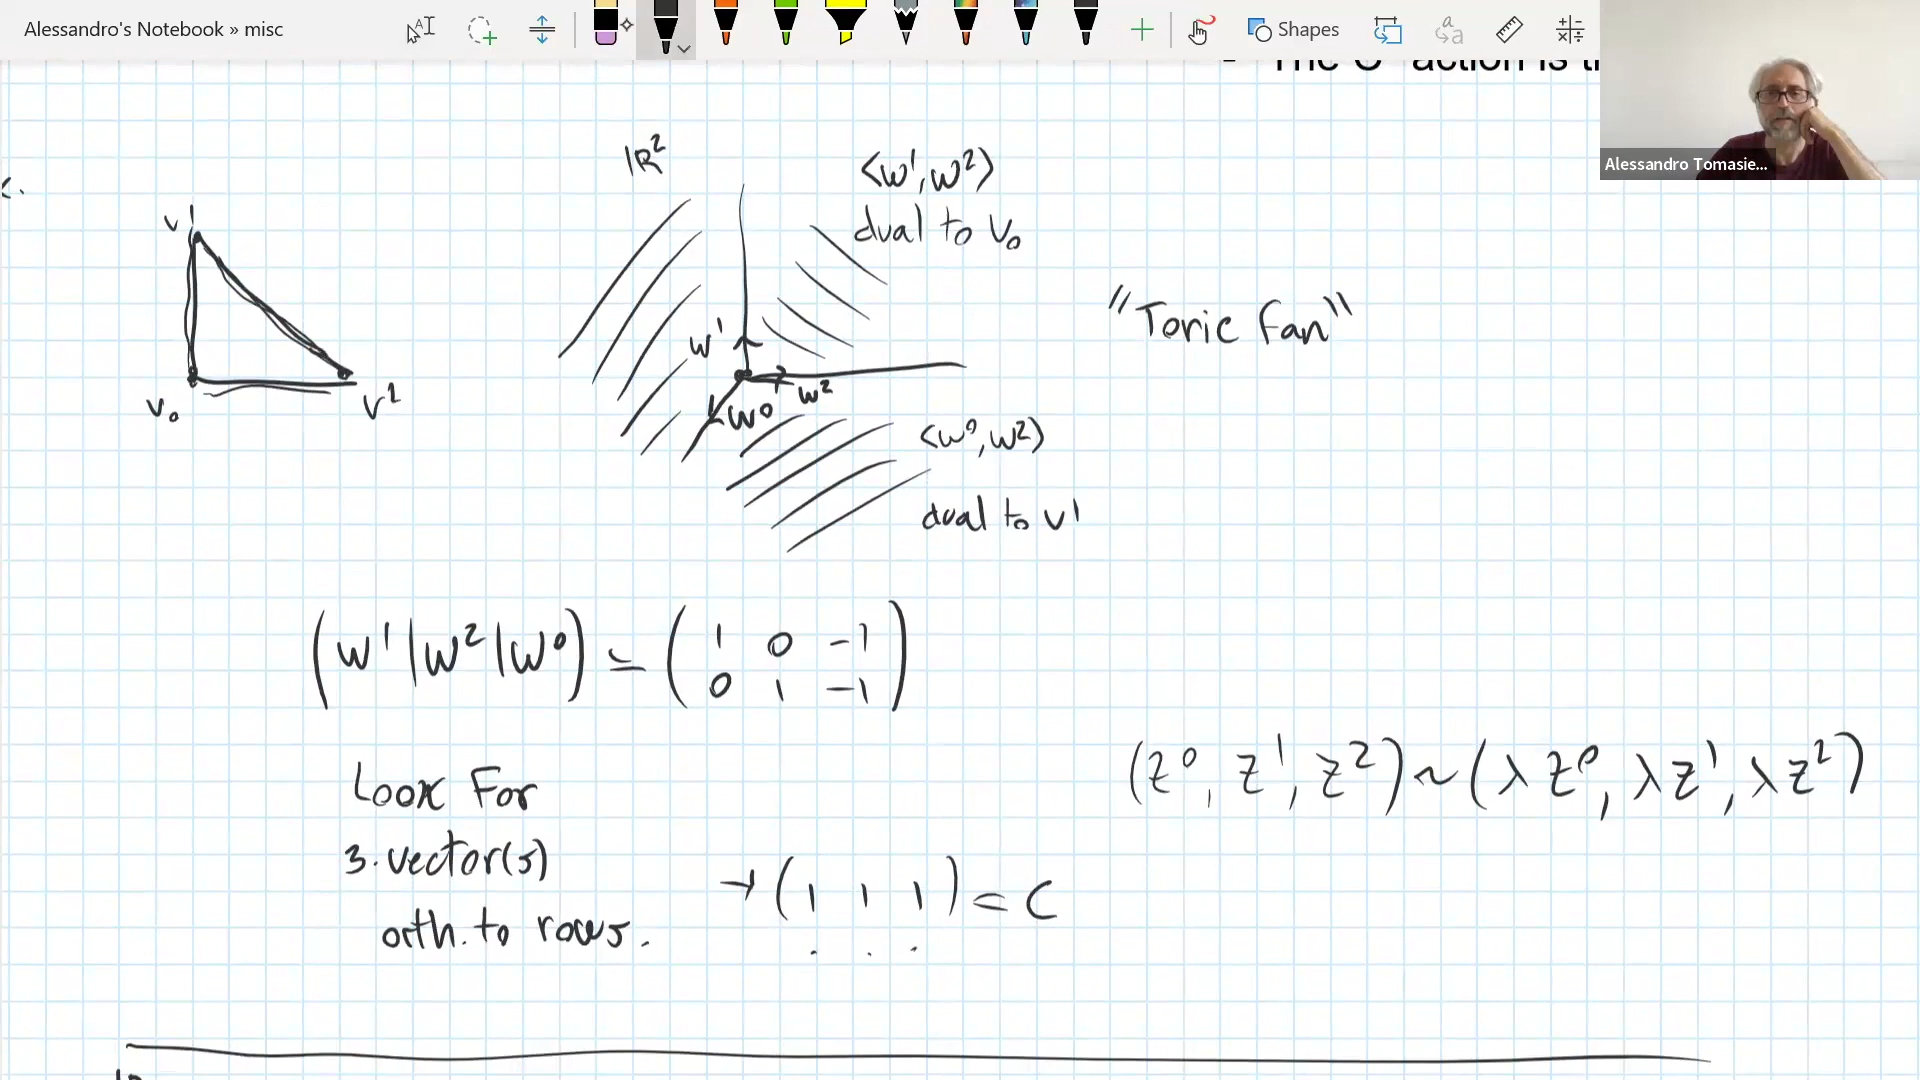 Alessandro's Notebook » misc
Shapes
Alessandro Tomasie...
ℝ²
⟨w¹, w²⟩
dual to v₀
v¹
v₀
v²
w¹
w²
w⁰
"Toric fan"
⟨w⁰, w²⟩
dual to v¹
(w¹|w²|w⁰) = ( 1 0 -1
0 1 -1 )
Look For
3-vector(s)
orth. to rows.
→ (1 1 1) = C
(z⁰, z¹, z²) ~ (λz⁰, λz¹, λz²)